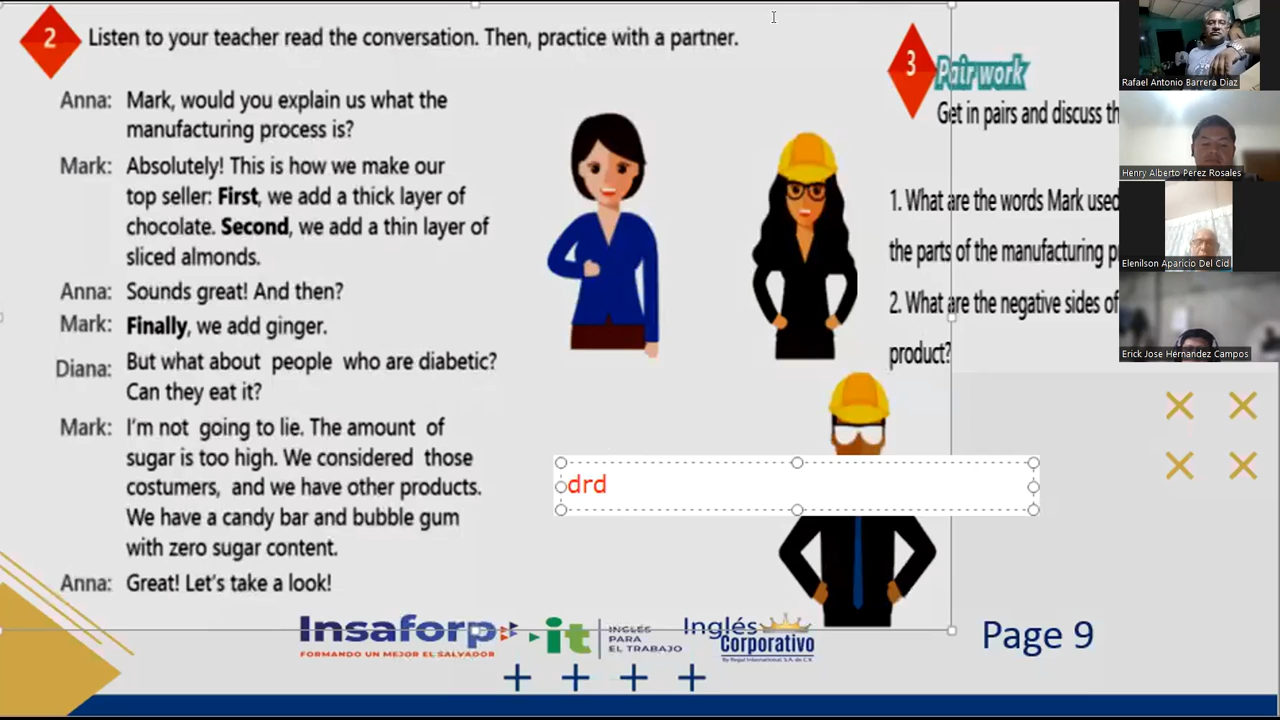 2 Listen to your teacher read the conversation. Then, practice with a partner.
Anna: Mark, would you explain us what the
manufacturing process is?
Mark: Absolutely! This is how we make our
top seller: First, we add a thick layer of
chocolate. Second, we add a thin layer of
sliced almonds.
Anna: Sounds great! And then?
Mark: Finally, we add ginger.
Diana: But what about people who are diabetic?
Can they eat it?
Mark: I'm not going to lie. The amount of
sugar is too high. We considered those
costumers, and we have other products.
We have a candy bar and bubble gum
with zero sugar content.
Anna: Great! Let's take a look!
drd
3 Pair work
Get in pairs and discuss th
1. What are the words Mark used
the parts of the manufacturing p
2. What are the negative sides of
product?
Rafael Antonio Barrera Diaz
Henry Alberto Perez Rosales
Elenilson Aparicio Del Cid
Erick Jose Hernandez Campos
Insaforp
FORMANDO UN MEJOR EL SALVADOR
it
INGLÉS
PARA
EL TRABAJO
Inglés
Corporativo
By Regal International S.A. de C.V.
Page 9